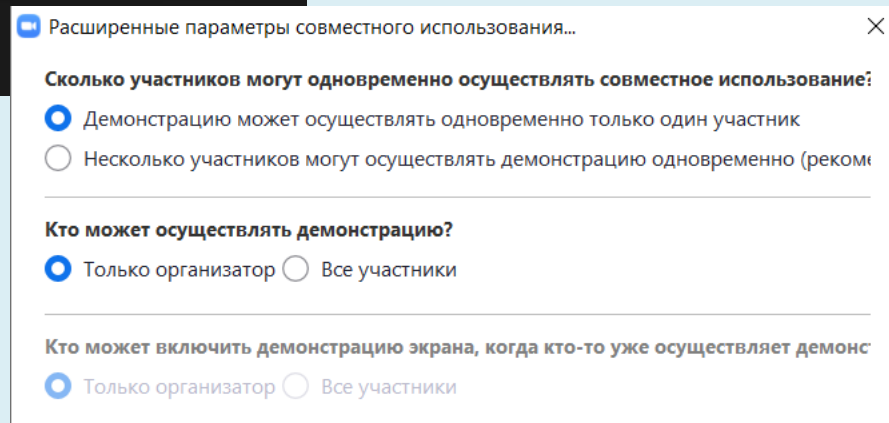 Расширенные параметры совместного использования...
Сколько участников могут одновременно осуществлять совместное использование?
Демонстрацию может осуществлять одновременно только один участник
Несколько участников могут осуществлять демонстрацию одновременно
Кто может осуществлять демонстрацию?
Только организатор Все участники
Кто может включить демонстрацию экрана, когда кто-то уже осуществляет
Только организатор Все участники